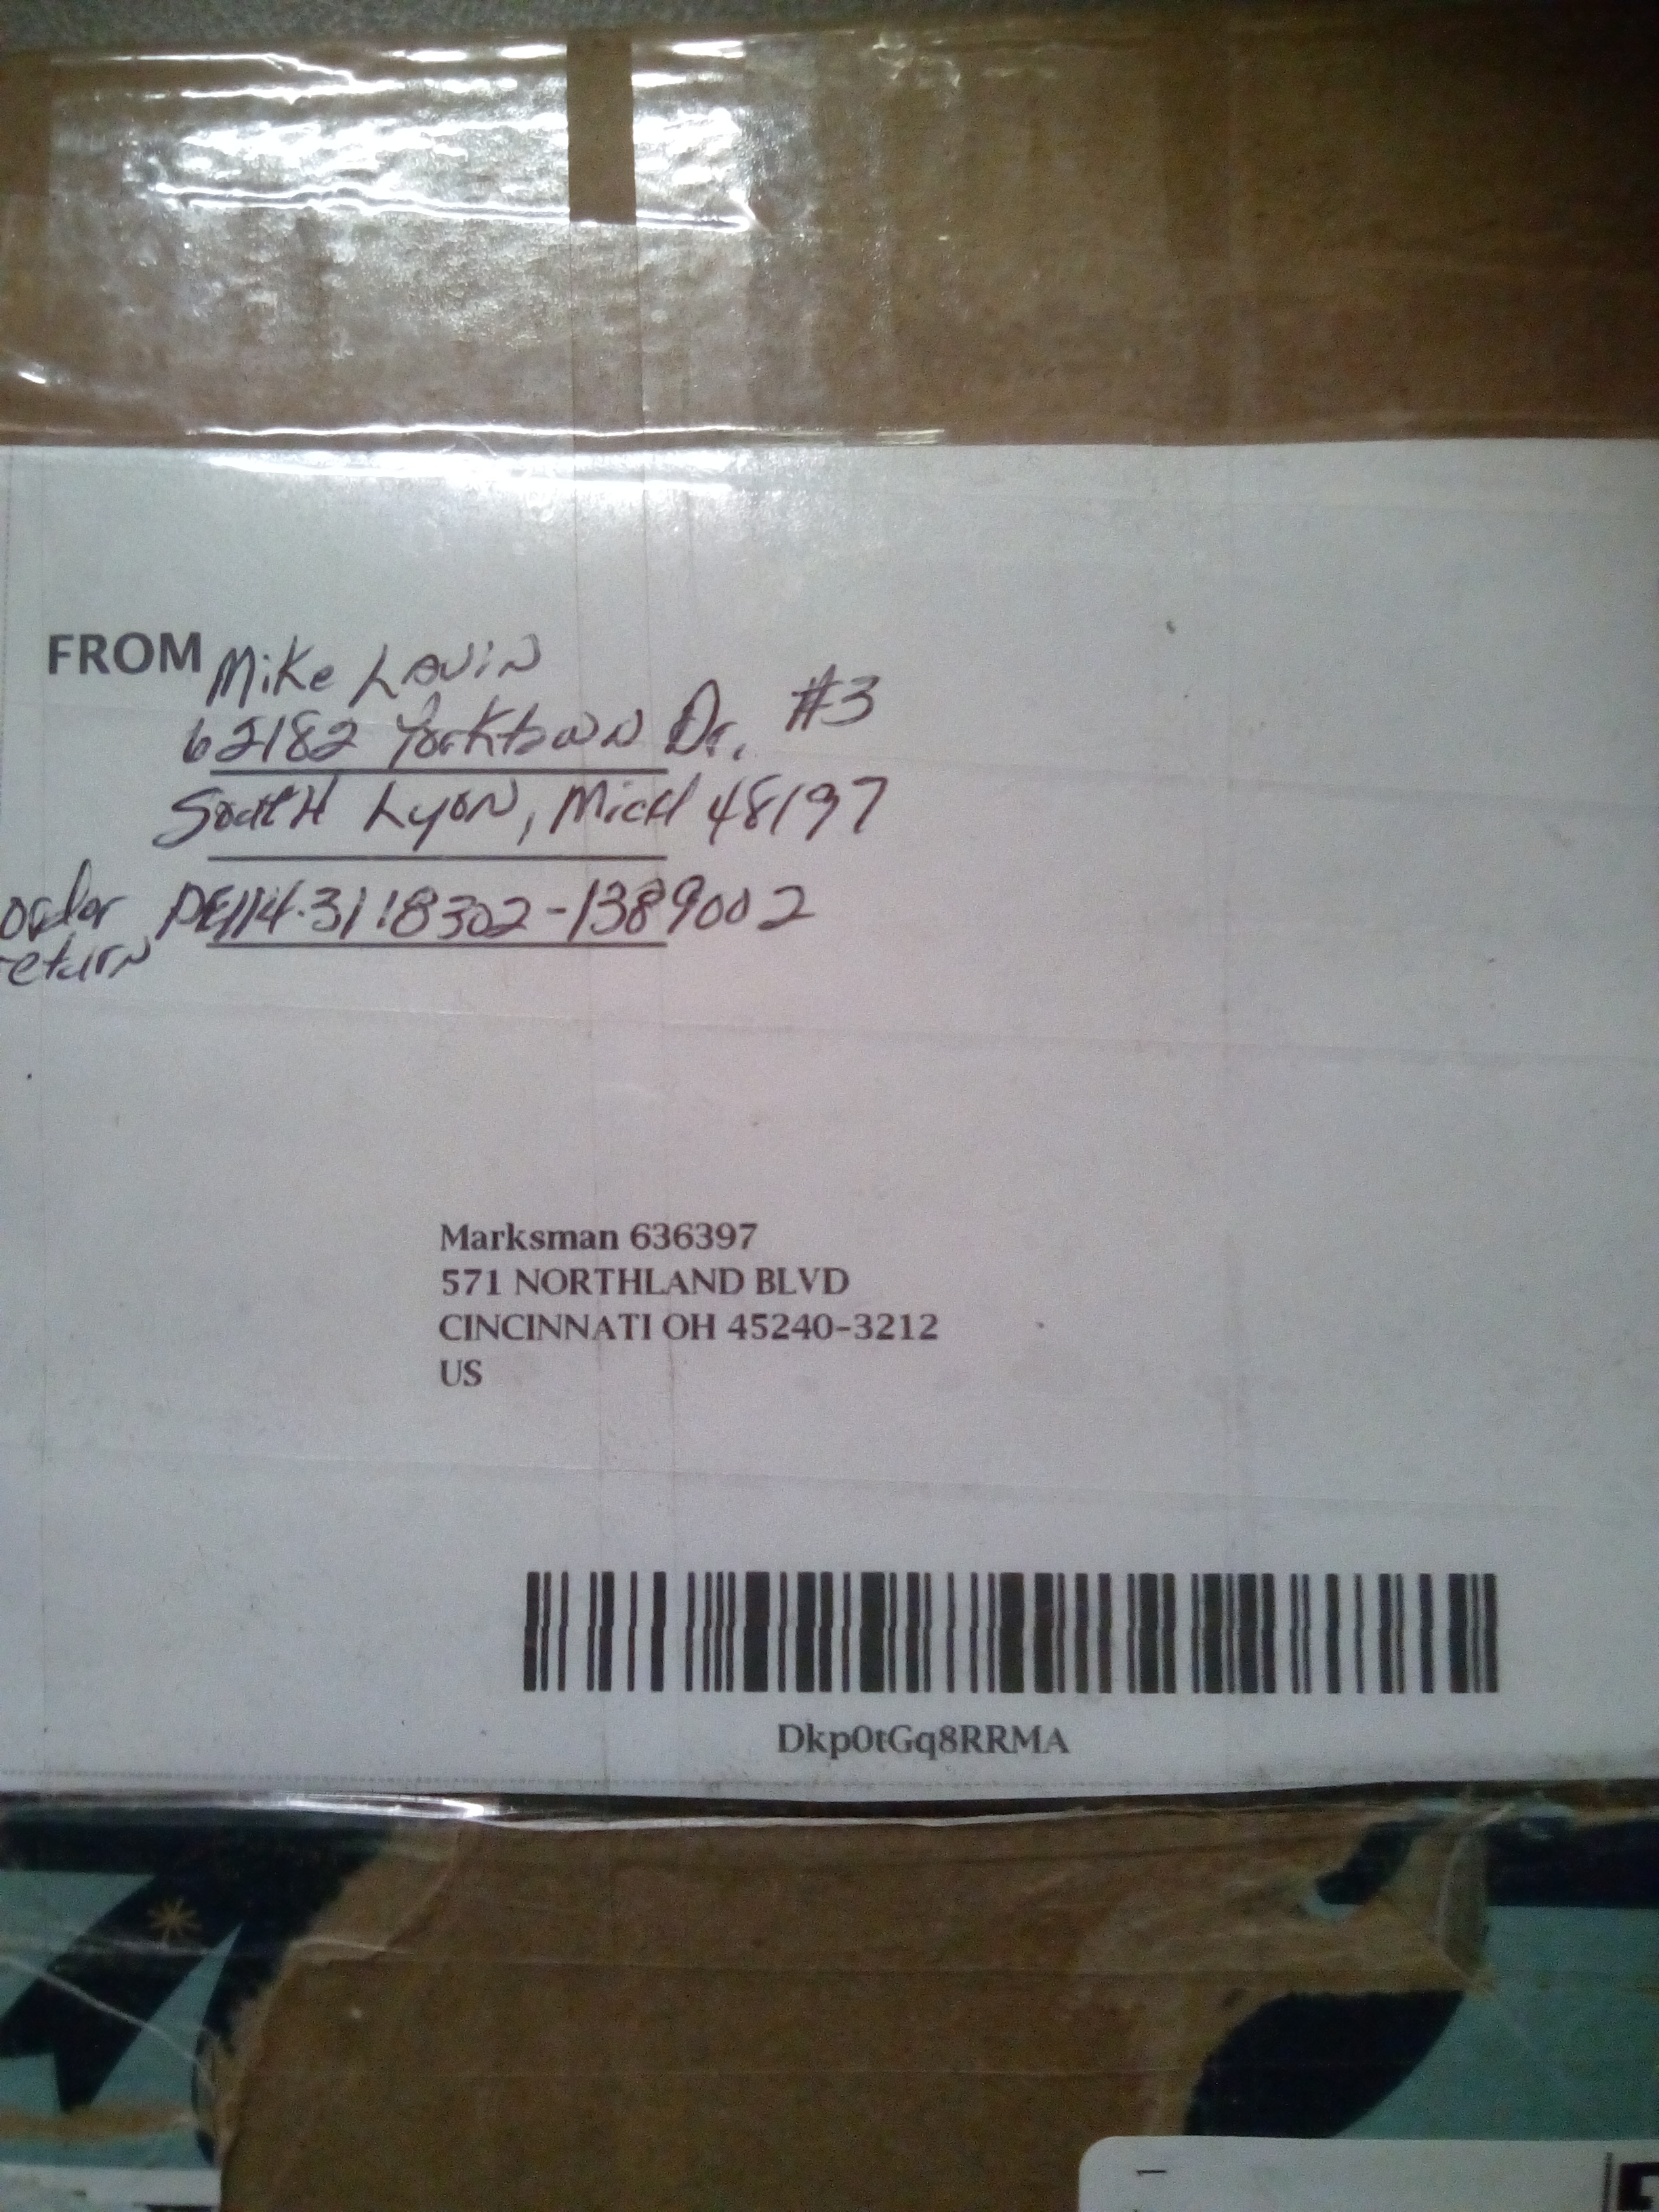 FROM Mike Lavin
62182 Yorktown Dr. #3
South Lyon, Mich 48197
order 114-3118302-1389002
return
Marksman 636397
571 NORTHLAND BLVD
CINCINNATI OH 45240-3212
US
Dkp0tGq8RRMA